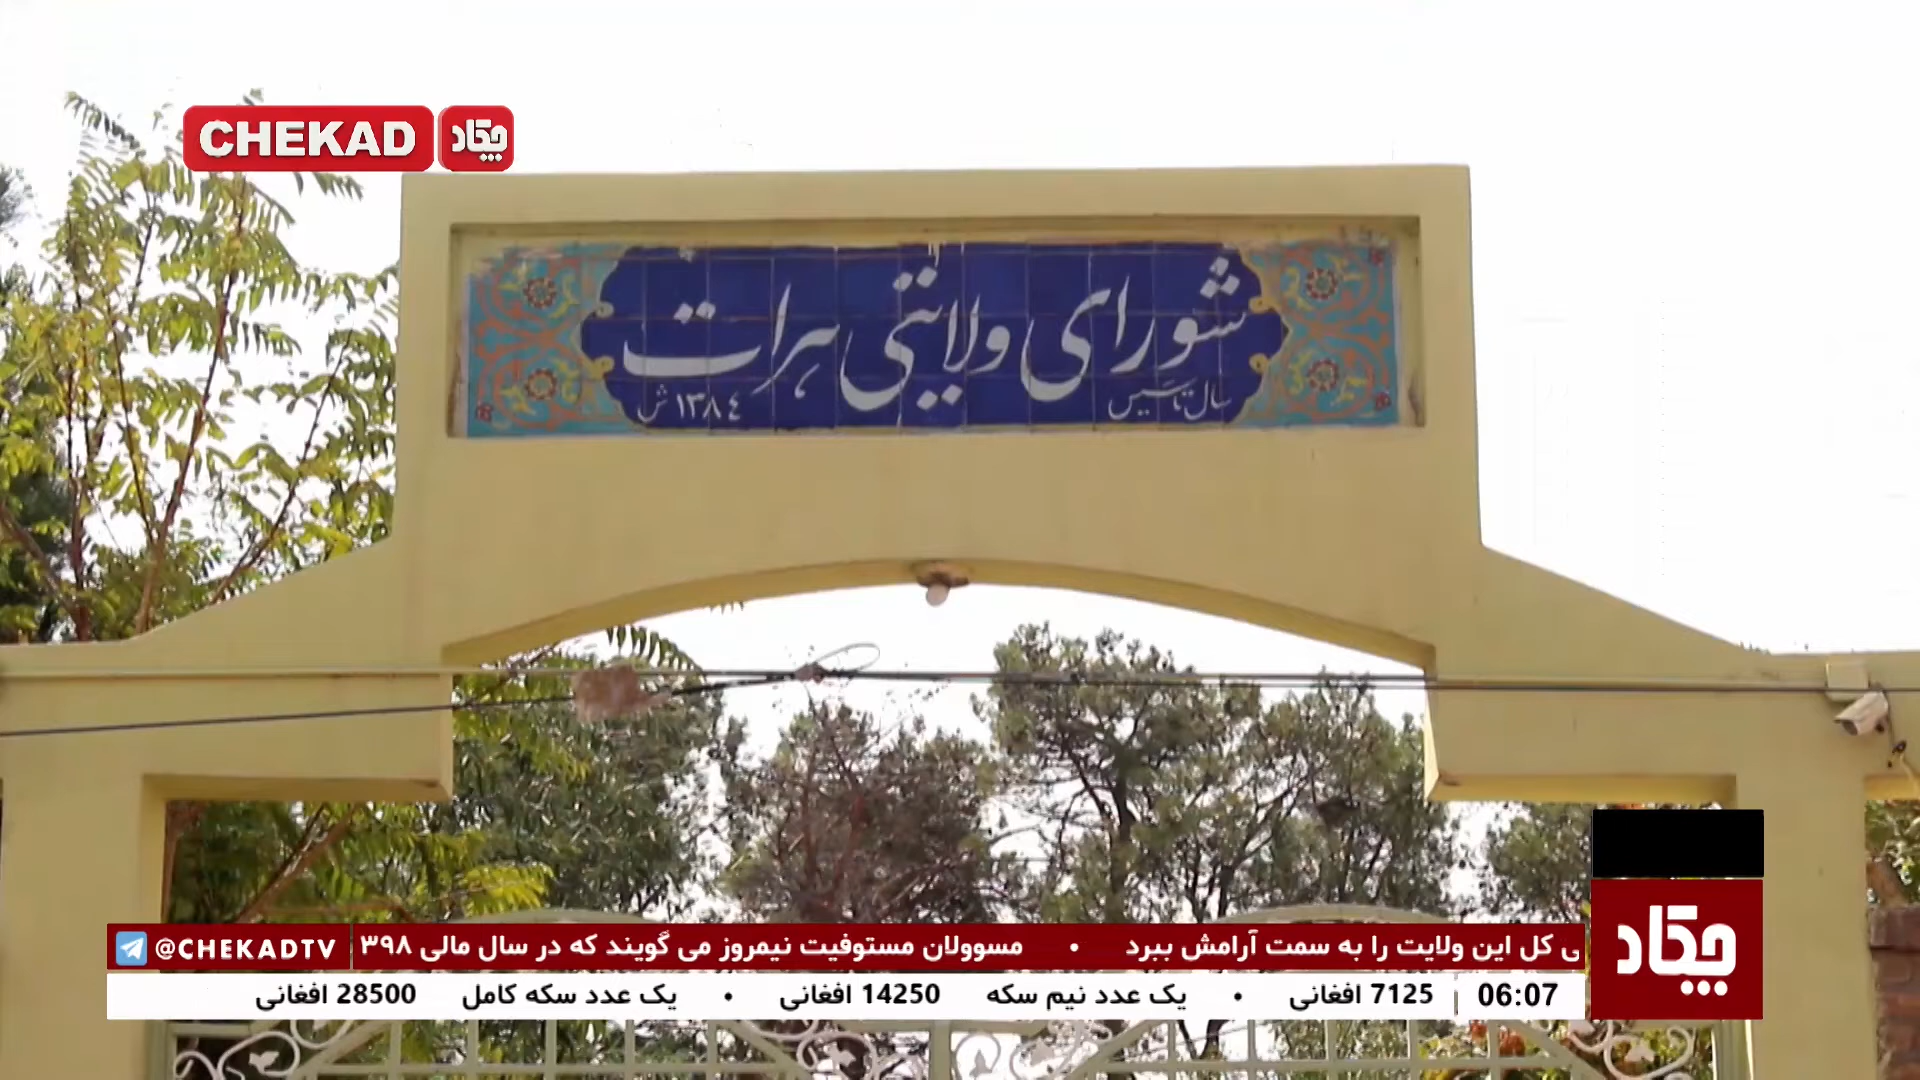 CHEKAD چکاد
شورای ولایتی هرات
سال تاسیس ۱۳۸٤ ش
ی کل این ولایت را به سمت آرامش ببرد • مسوولان مستوفیت نیمروز می گویند که در سال مالی ۳۹۸
@CHEKADTV
7125 افغانی • یک عدد نیم سکه 14250 افغانی • یک عدد سکه کامل 28500 افغانی
06:07
چکاد